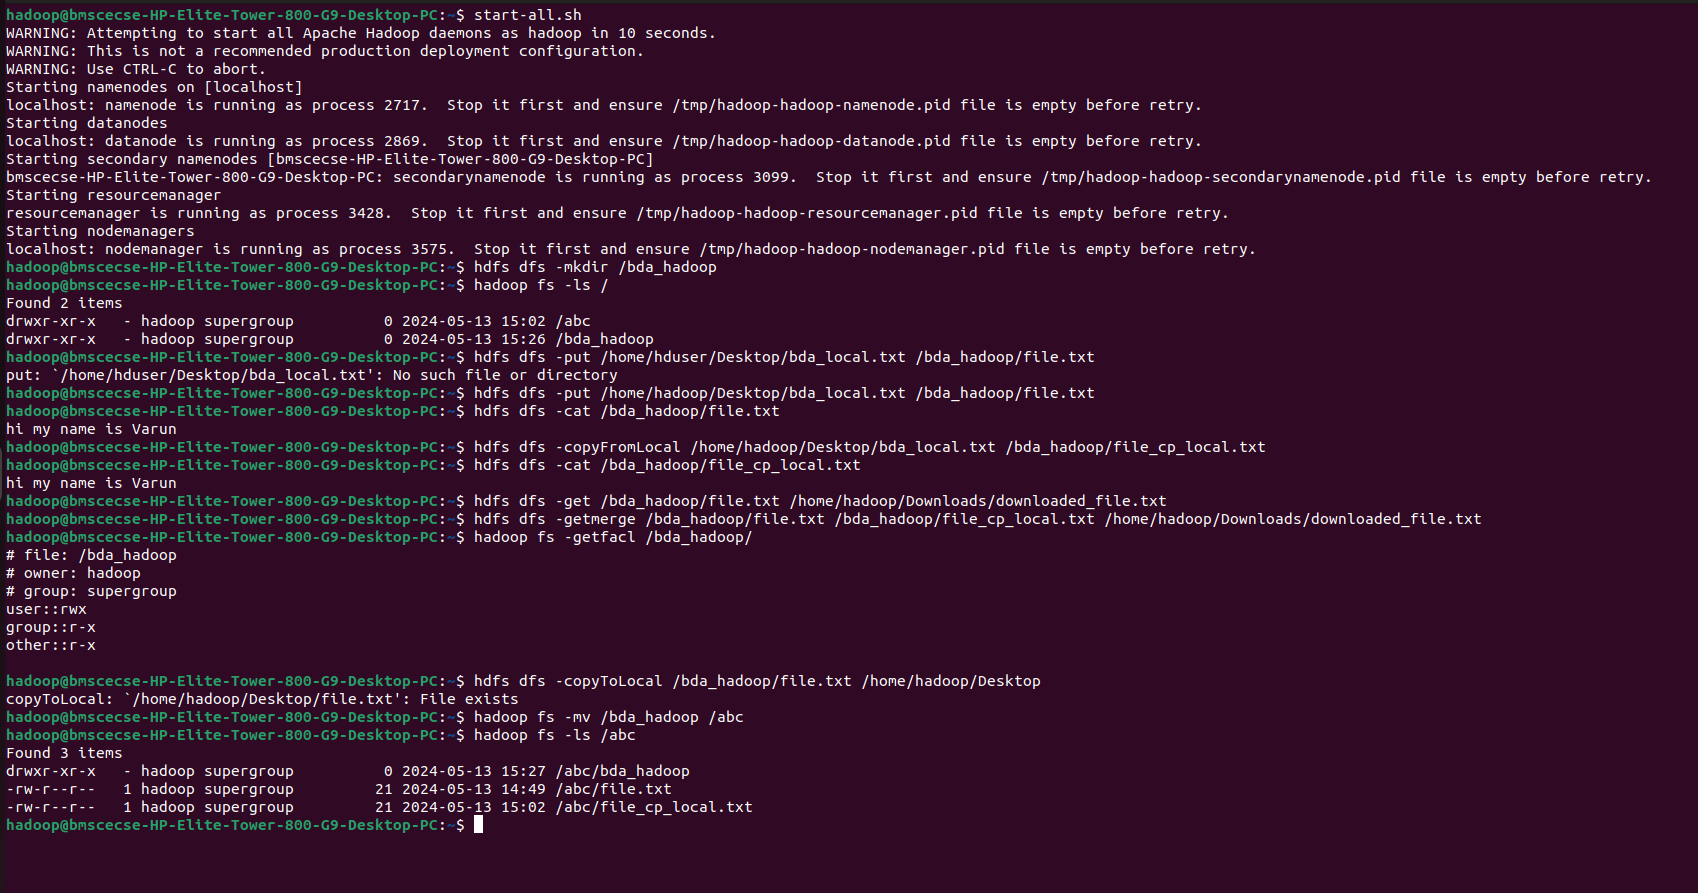 hadoop@bmscecse-HP-Elite-Tower-800-G9-Desktop-PC:~$ start-all.sh
WARNING: Attempting to start all Apache Hadoop daemons as hadoop in 10 seconds.
WARNING: This is not a recommended production deployment configuration.
WARNING: Use CTRL-C to abort.
Starting namenodes on [localhost]
localhost: namenode is running as process 2717.  Stop it first and ensure /tmp/hadoop-hadoop-namenode.pid file is empty before retry.
Starting datanodes
localhost: datanode is running as process 2869.  Stop it first and ensure /tmp/hadoop-hadoop-datanode.pid file is empty before retry.
Starting secondary namenodes [bmscecse-HP-Elite-Tower-800-G9-Desktop-PC]
bmscecse-HP-Elite-Tower-800-G9-Desktop-PC: secondarynamenode is running as process 3099.  Stop it first and ensure /tmp/hadoop-hadoop-secondarynamenode.pid file is empty before retry.
Starting resourcemanager
resourcemanager is running as process 3428.  Stop it first and ensure /tmp/hadoop-hadoop-resourcemanager.pid file is empty before retry.
Starting nodemanagers
localhost: nodemanager is running as process 3575.  Stop it first and ensure /tmp/hadoop-hadoop-nodemanager.pid file is empty before retry.
hadoop@bmscecse-HP-Elite-Tower-800-G9-Desktop-PC:~$ hdfs dfs -mkdir /bda_hadoop
hadoop@bmscecse-HP-Elite-Tower-800-G9-Desktop-PC:~$ hadoop fs -ls /
Found 2 items
drwxr-xr-x   - hadoop supergroup          0 2024-05-13 15:02 /abc
drwxr-xr-x   - hadoop supergroup          0 2024-05-13 15:26 /bda_hadoop
hadoop@bmscecse-HP-Elite-Tower-800-G9-Desktop-PC:~$ hdfs dfs -put /home/hduser/Desktop/bda_local.txt /bda_hadoop/file.txt
put: `/home/hduser/Desktop/bda_local.txt': No such file or directory
hadoop@bmscecse-HP-Elite-Tower-800-G9-Desktop-PC:~$ hdfs dfs -put /home/hadoop/Desktop/bda_local.txt /bda_hadoop/file.txt
hadoop@bmscecse-HP-Elite-Tower-800-G9-Desktop-PC:~$ hdfs dfs -cat /bda_hadoop/file.txt
hi my name is Varun
hadoop@bmscecse-HP-Elite-Tower-800-G9-Desktop-PC:~$ hdfs dfs -copyFromLocal /home/hadoop/Desktop/bda_local.txt /bda_hadoop/file_cp_local.txt
hadoop@bmscecse-HP-Elite-Tower-800-G9-Desktop-PC:~$ hdfs dfs -cat /bda_hadoop/file_cp_local.txt
hi my name is Varun
hadoop@bmscecse-HP-Elite-Tower-800-G9-Desktop-PC:~$ hdfs dfs -get /bda_hadoop/file.txt /home/hadoop/Downloads/downloaded_file.txt
hadoop@bmscecse-HP-Elite-Tower-800-G9-Desktop-PC:~$ hdfs dfs -getmerge /bda_hadoop/file.txt /bda_hadoop/file_cp_local.txt /home/hadoop/Downloads/downloaded_file.txt
hadoop@bmscecse-HP-Elite-Tower-800-G9-Desktop-PC:~$ hadoop fs -getfacl /bda_hadoop/
# file: /bda_hadoop
# owner: hadoop
# group: supergroup
user::rwx
group::r-x
other::r-x
hadoop@bmscecse-HP-Elite-Tower-800-G9-Desktop-PC:~$ hdfs dfs -copyToLocal /bda_hadoop/file.txt /home/hadoop/Desktop
copyToLocal: `/home/hadoop/Desktop/file.txt': File exists
hadoop@bmscecse-HP-Elite-Tower-800-G9-Desktop-PC:~$ hadoop fs -mv /bda_hadoop /abc
hadoop@bmscecse-HP-Elite-Tower-800-G9-Desktop-PC:~$ hadoop fs -ls /abc
Found 3 items
drwxr-xr-x   - hadoop supergroup          0 2024-05-13 15:27 /abc/bda_hadoop
-rw-r--r--   1 hadoop supergroup         21 2024-05-13 14:49 /abc/file.txt
-rw-r--r--   1 hadoop supergroup         21 2024-05-13 15:02 /abc/file_cp_local.txt
hadoop@bmscecse-HP-Elite-Tower-800-G9-Desktop-PC:~$